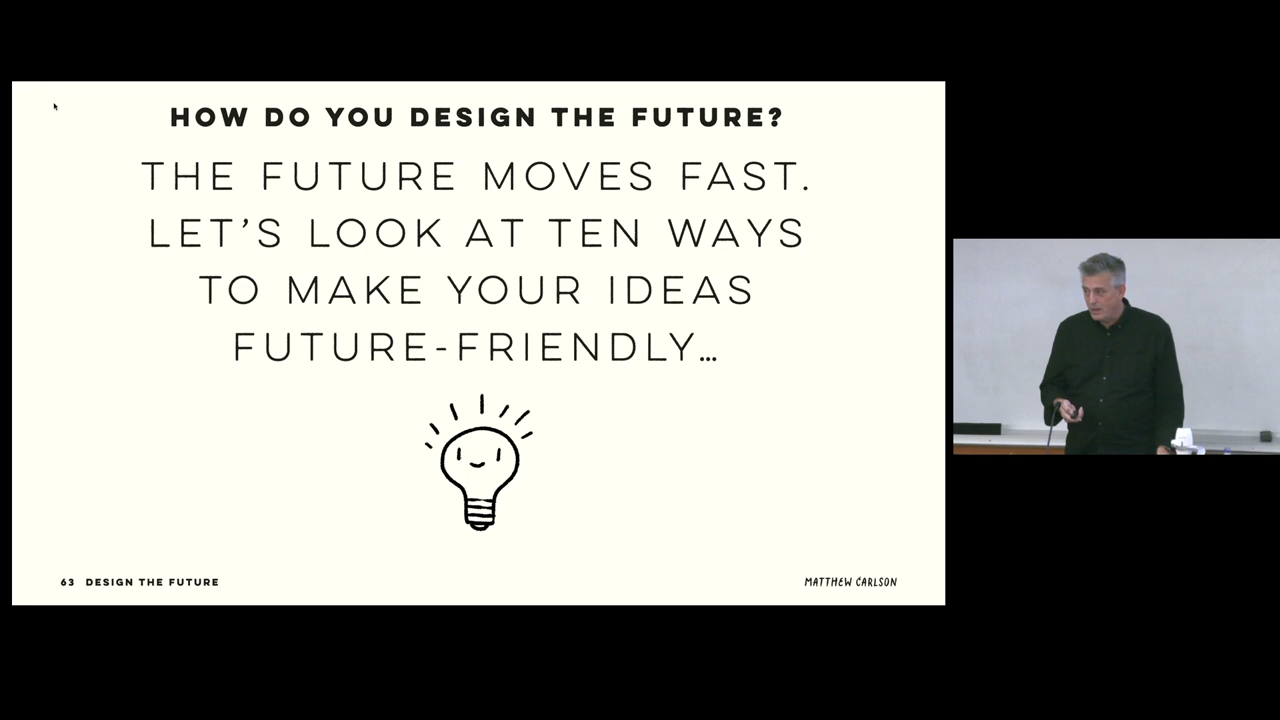 HOW DO YOU DESIGN THE FUTURE?
THE FUTURE MOVES FAST.
LET'S LOOK AT TEN WAYS
TO MAKE YOUR IDEAS
FUTURE-FRIENDLY…
63 DESIGN THE FUTURE
MATTHEW CARLSON